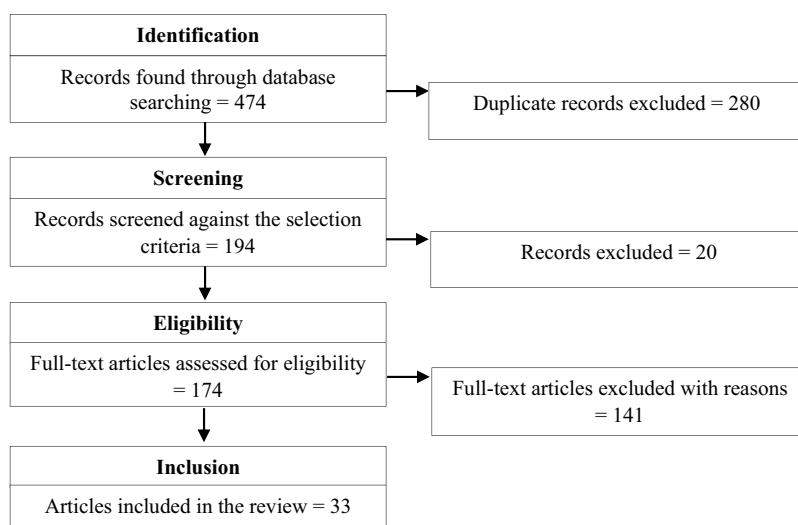 Identification
Records found through database
searching = 474
Duplicate records excluded = 280
Screening
Records screened against the selection
criteria = 194
Records excluded = 20
Eligibility
Full-text articles assessed for eligibility
= 174
Full-text articles excluded with reasons
= 141
Inclusion
Articles included in the review = 33